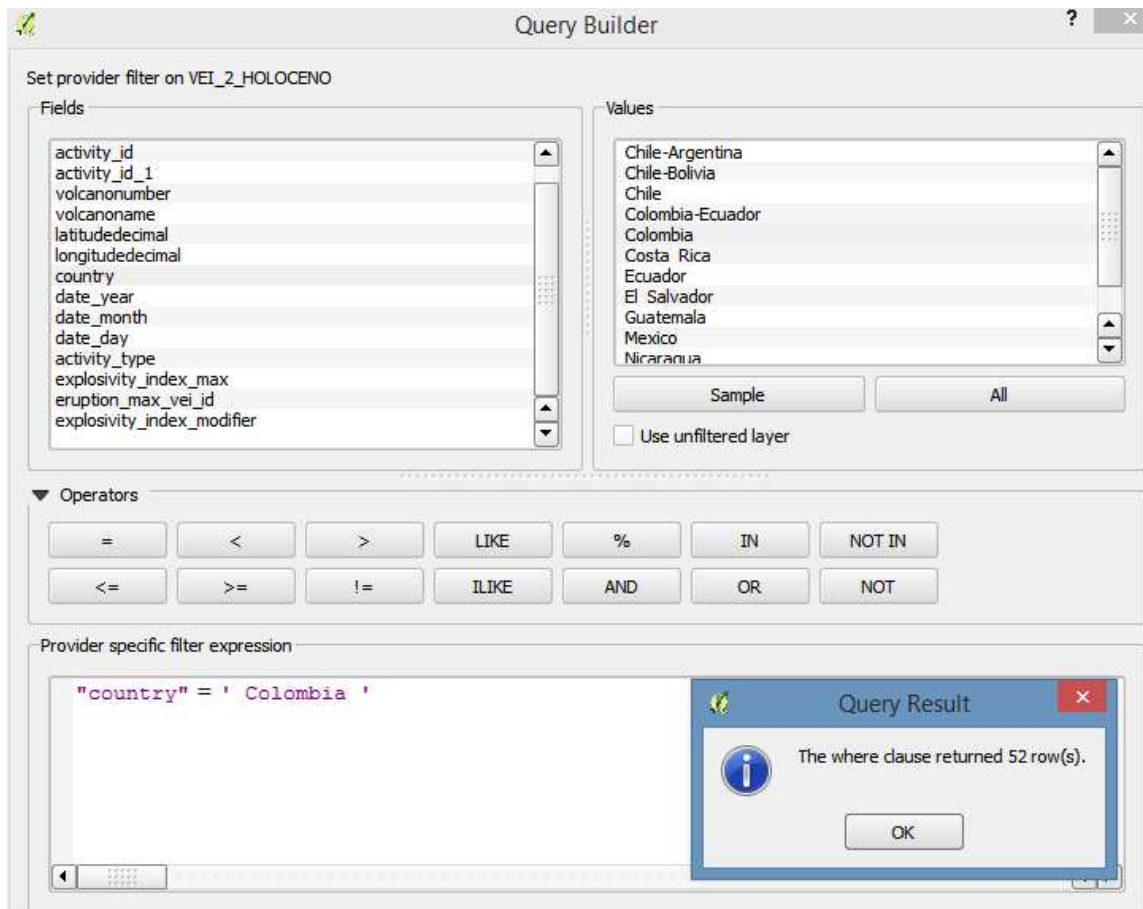 Query Builder
?
Set provider filter on VEI_2_HOLOCENO
Fields
activity_id
activity_id_1
volcanonumber
volcanoname
latitudedecimal
longitudedecimal
country
date_year
date_month
date_day
activity_type
explosivity_index_max
eruption_max_vei_id
explosivity_index_modifier
Values
Chile-Argentina
Chile-Bolivia
Chile
Colombia-Ecuador
Colombia
Costa Rica
Ecuador
El Salvador
Guatemala
Mexico
Nicaragua
Sample All
Use unfiltered layer
Operators
= < > LIKE % IN NOT IN
<= >= != ILIKE AND OR NOT
Provider specific filter expression
"country" = ' Colombia '
Query Result
The where clause returned 52 row(s).
OK